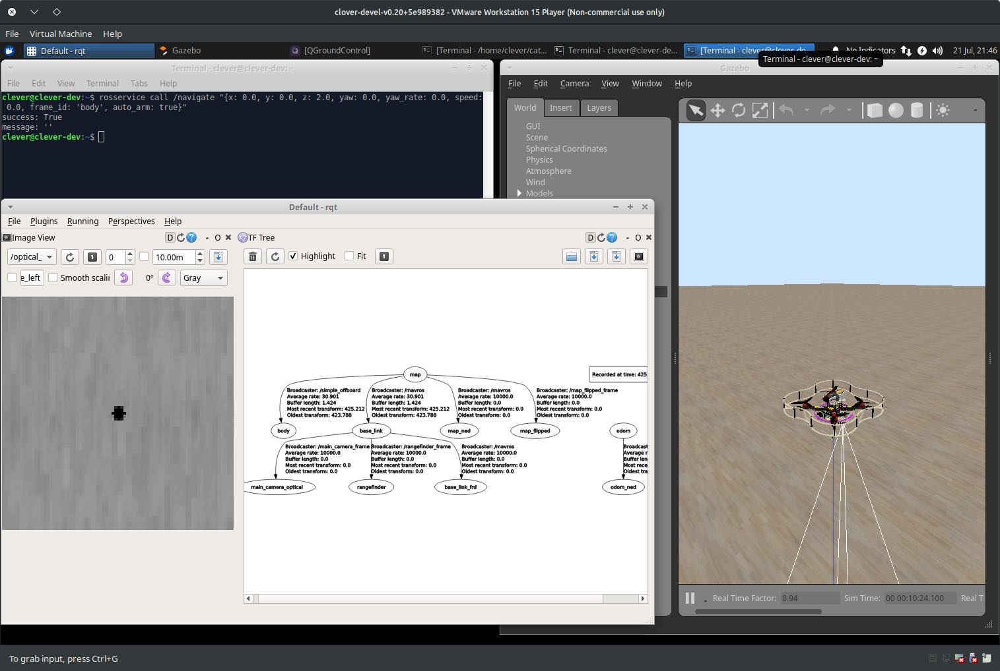 clover-devel-v0.20+5e989382 - VMware Workstation 15 Player (Non-commercial use only)
File Virtual Machine Help
Default - rqt Gazebo [QGroundControl] [Terminal - /home/clever/cat... Terminal - clever@clever-de... [Terminal - clever@clever-de... No Indicators 21 Jul, 21:46
Terminal - clever@clever-dev: ~
Terminal - clever@clever-dev: ~
File Edit View Terminal Tabs Help
clever@clever-dev:~$ rosservice call /navigate "{x: 0.0, y: 0.0, z: 2.0, yaw: 0.0, yaw_rate: 0.0, speed:
0.0, frame_id: 'body', auto_arm: true}"
success: True
message: ''
clever@clever-dev:~$
Gazebo
File Edit Camera View Window Help
World Insert Layers
GUI
Scene
Spherical Coordinates
Physics
Atmosphere
Wind
Models
Default - rqt
File Plugins Running Perspectives Help
Image View D - O
/optical_ 1 0 10.00m
e_left Smooth scalin 0° Gray
TF Tree D - O
Highlight Fit 1
map
Recorded at time: 425.
Broadcaster: /simple_offboard
Average rate: 30.901
Buffer length: 1.424
Most recent transform: 425.212
Oldest transform: 423.788
Broadcaster: /mavros
Average rate: 30.901
Buffer length: 1.424
Most recent transform: 425.212
Oldest transform: 423.788
Broadcaster: /mavros
Average rate: 10000.0
Buffer length: 0.0
Most recent transform: 0.0
Oldest transform: 0.0
Broadcaster: /map_flipped_frame
Average rate: 10000.0
Buffer length: 0.0
Most recent transform: 0.0
Oldest transform: 0.0
body base_link map_ned map_flipped odom
Broadcaster: /main_camera_frame
Average rate: 10000.0
Buffer length: 0.0
Most recent transform: 0.0
Oldest transform: 0.0
Broadcaster: /rangefinder_frame
Average rate: 10000.0
Buffer length: 0.0
Most recent transform: 0.0
Oldest transform: 0.0
Broadcaster: /mavros
Average rate: 10000.0
Buffer length: 0.0
Most recent transform: 0.0
Oldest transform: 0.0
Broadcast
Average r
Buffer len
Most rece
Oldest tra
main_camera_optical rangefinder base_link_frd odom_ned
Real Time Factor: 0.94 Sim Time: 00 00:10:24.100 Real T
To grab input, press Ctrl+G